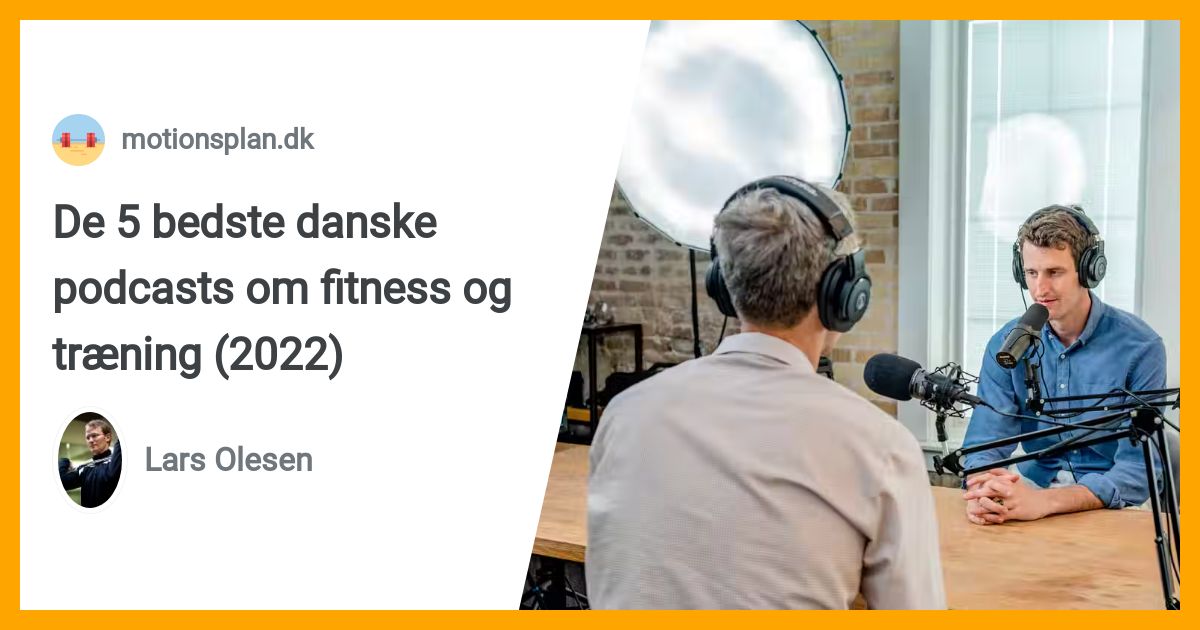 motionsplan.dk
De 5 bedste danske
podcasts om fitness og
træning (2022)
Lars Olesen